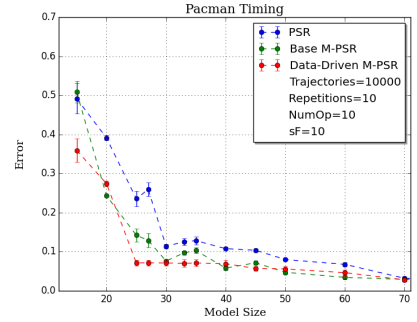 Pacman Timing
0.7
0.6
0.5
0.4
0.3
0.2
0.1
0.0
Error
PSR
Base M-PSR
Data-Driven M-PSR
Trajectories=10000
Repetitions=10
NumOp=10
sF=10
20 30 40 50 60 70
Model Size